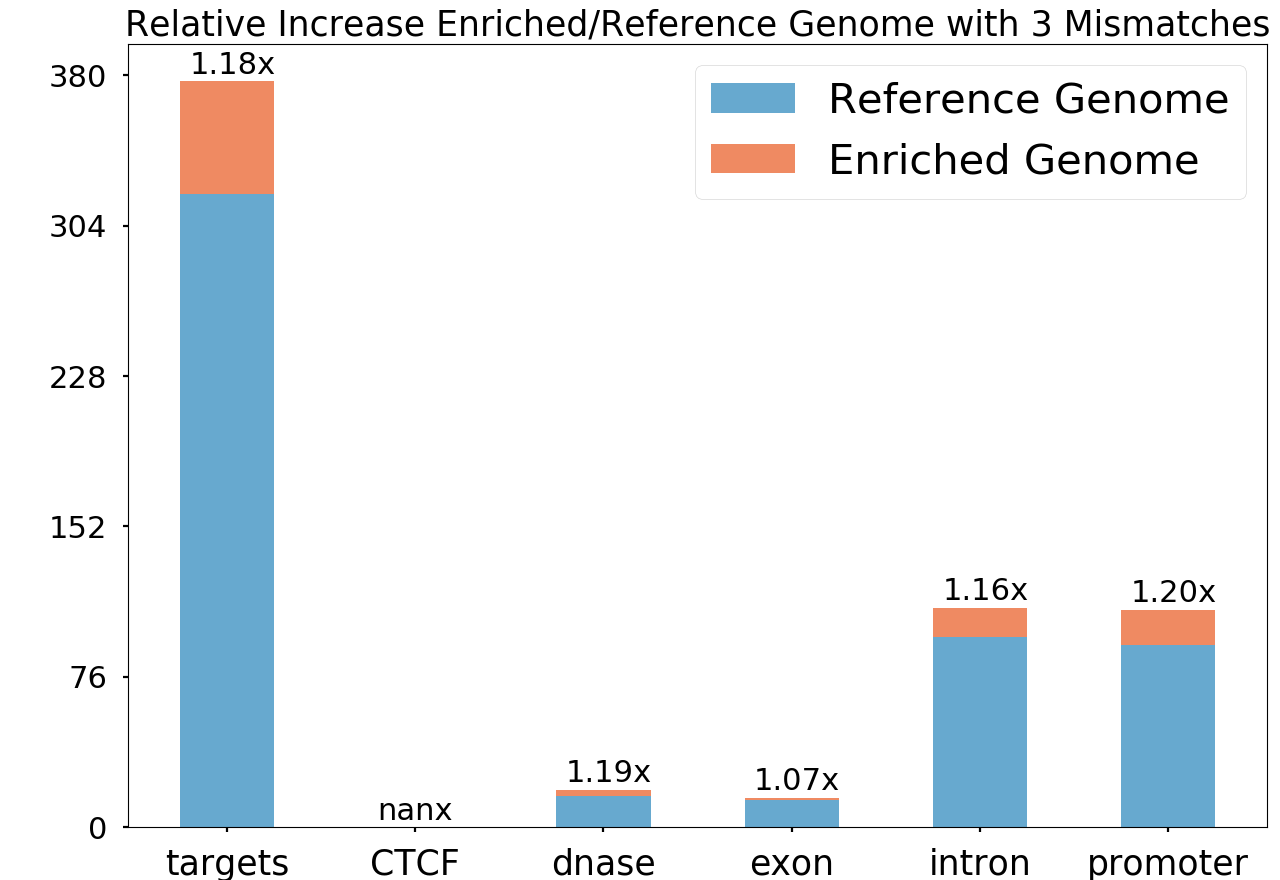 Relative Increase Enriched/Reference Genome with 3 Mismatches
Reference Genome
Enriched Genome
380
304
228
152
76
0
1.18x
nanx
1.19x
1.07x
1.16x
1.20x
targets
CTCF
dnase
exon
intron
promoter